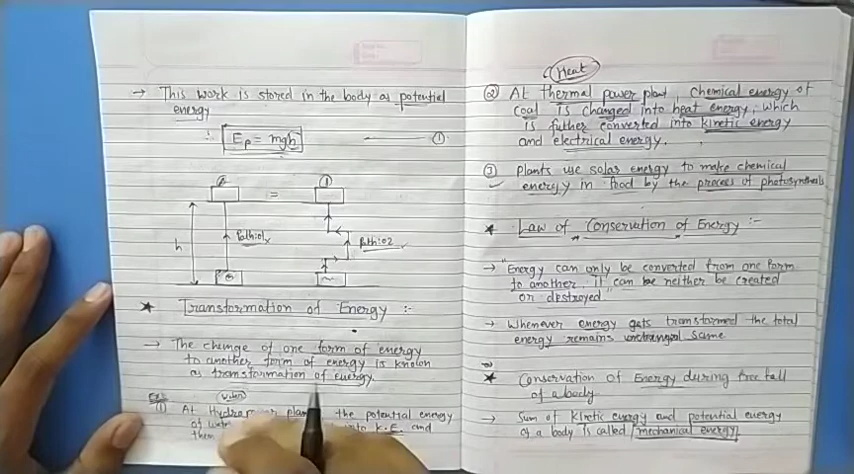 → This work is stored in the body as potential
energy
∴ Ep = mgh ——— ①
② = ①
h
Path:01 Path:02
★ Transformation of Energy :-
→ The change of one form of energy
to another form of energy is known
as transformation of energy.
Ex:- water
(1) At Hydro plant the potential energy
of into K.E. and
Heat
② At thermal power plant, chemical energy of
coal is changed into heat energy, which
is futher converted into kinetic energy
and electrical energy.
③ Plants use solar energy to make chemical
energy in food by the process of photosynthesis
★ Law of Conservation of Energy :-
→ "Energy can only be converted from one form
to another, it can be neither be created
or destroyed"
→ Whenever energy gets transformed the total
energy remains unchanged same.
★ Conservation of Energy during free fall
of a body.
→ Sum of Kinetic energy and potential energy
of a body is called mechanical energy